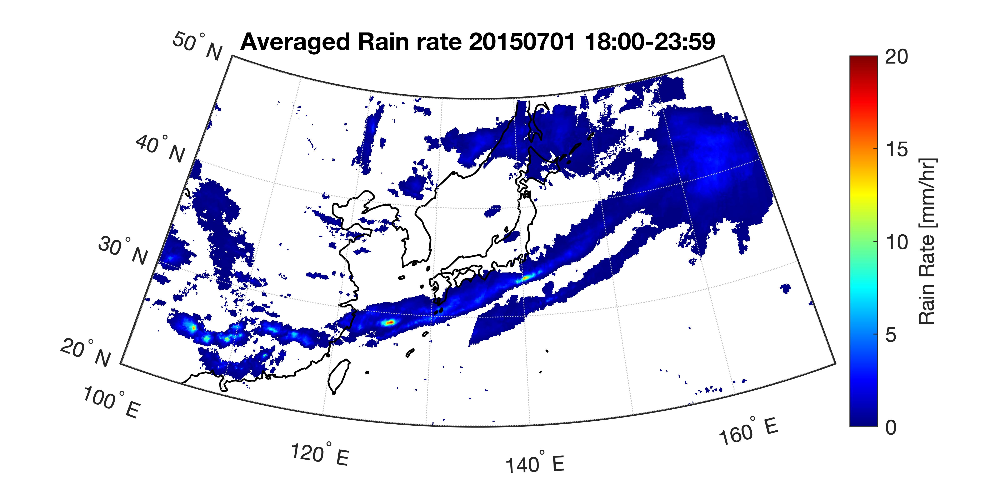 Averaged Rain rate 20150701 18:00-23:59
50° N
40° N
30° N
20° N
100° E
120° E
140° E
160° E
20
15
10
5
0
Rain Rate [mm/hr]